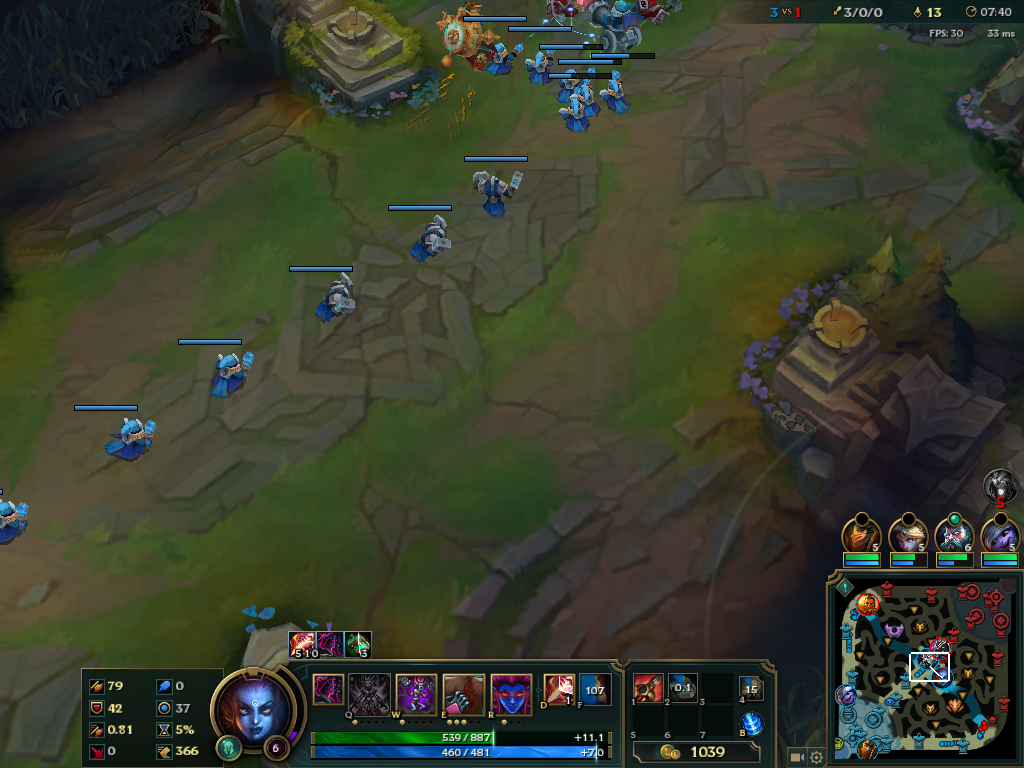 3 vs 1 3/0/0 13 07:40
FPS: 30 33 ms
S
5 5 6 5
5 10 3
79 0
42 37
0.81 5%
0 366
6
Q W E R D 1 F 107
539 / 887 +11.1
460 / 481 +7.0
1 2 0.1 3 4 15
5 6 7 B
1039